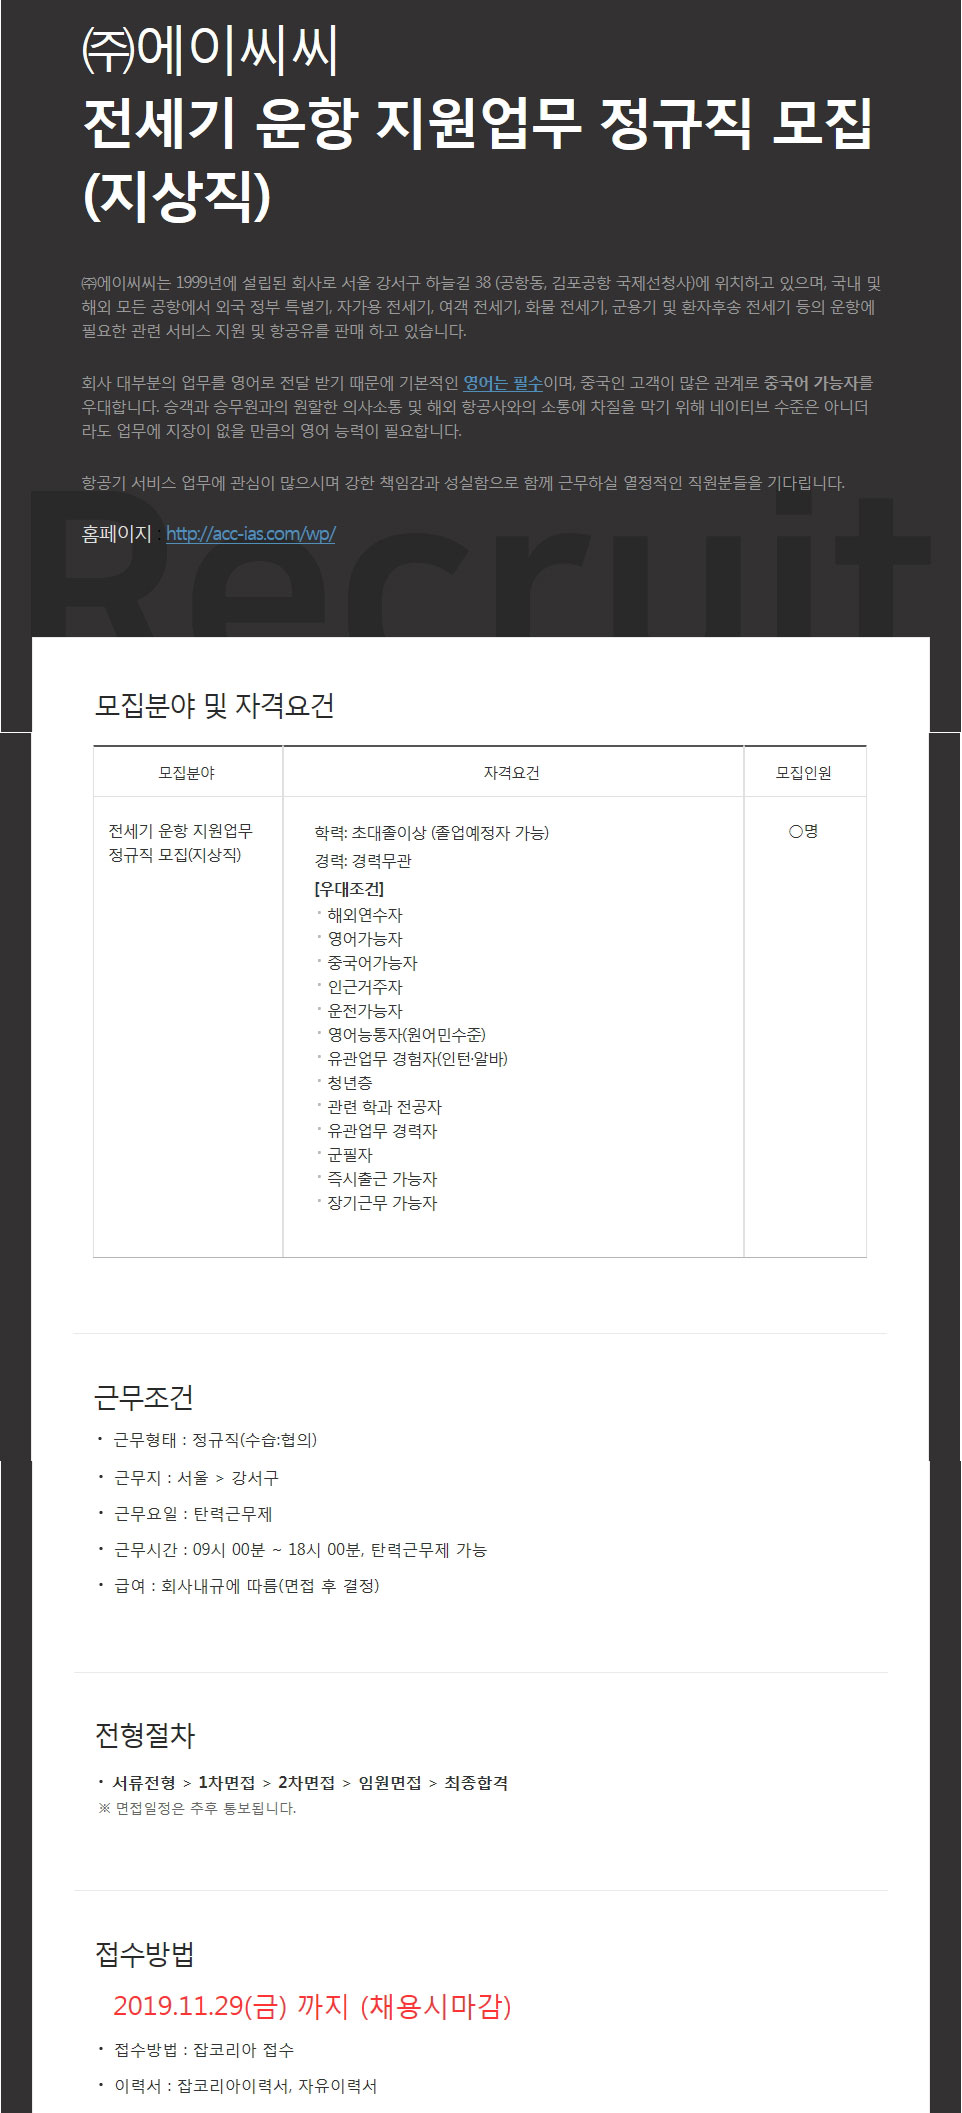 ㈜에이씨씨
전세기 운항 지원업무 정규직 모집
(지상직)
㈜에이씨씨는 1999년에 설립된 회사로 서울 강서구 하늘길 38 (공항동, 김포공항 국제선청사)에 위치하고 있으며, 국내 및
해외 모든 공항에서 외국 정부 특별기, 자가용 전세기, 여객 전세기, 화물 전세기, 군용기 및 환자후송 전세기 등의 운항에
필요한 관련 서비스 지원 및 항공유를 판매 하고 있습니다.
회사 대부분의 업무를 영어로 전달 받기 때문에 기본적인 영어는 필수이며, 중국인 고객이 많은 관계로 중국어 가능자를
우대합니다. 승객과 승무원과의 원할한 의사소통 및 해외 항공사와의 소통에 차질을 막기 위해 네이티브 수준은 아니더
라도 업무에 지장이 없을 만큼의 영어 능력이 필요합니다.
항공기 서비스 업무에 관심이 많으시며 강한 책임감과 성실함으로 함께 근무하실 열정적인 직원분들을 기다립니다.
홈페이지 : http://acc-ias.com/wp/
Recruit
모집분야 및 자격요건
모집분야 자격요건 모집인원
전세기 운항 지원업무
정규직 모집(지상직)
학력: 초대졸이상 (졸업예정자 가능)
경력: 경력무관
[우대조건]
· 해외연수자
· 영어가능자
· 중국어가능자
· 인근거주자
· 운전가능자
· 영어능통자(원어민수준)
· 유관업무 경험자(인턴·알바)
· 청년층
· 관련 학과 전공자
· 유관업무 경력자
· 군필자
· 즉시출근 가능자
· 장기근무 가능자
○명
근무조건
· 근무형태 : 정규직(수습:협의)
· 근무지 : 서울 > 강서구
· 근무요일 : 탄력근무제
· 근무시간 : 09시 00분 ~ 18시 00분, 탄력근무제 가능
· 급여 : 회사내규에 따름(면접 후 결정)
전형절차
· 서류전형 > 1차면접 > 2차면접 > 임원면접 > 최종합격
※ 면접일정은 추후 통보됩니다.
접수방법
2019.11.29(금) 까지 (채용시마감)
· 접수방법 : 잡코리아 접수
· 이력서 : 잡코리아이력서, 자유이력서